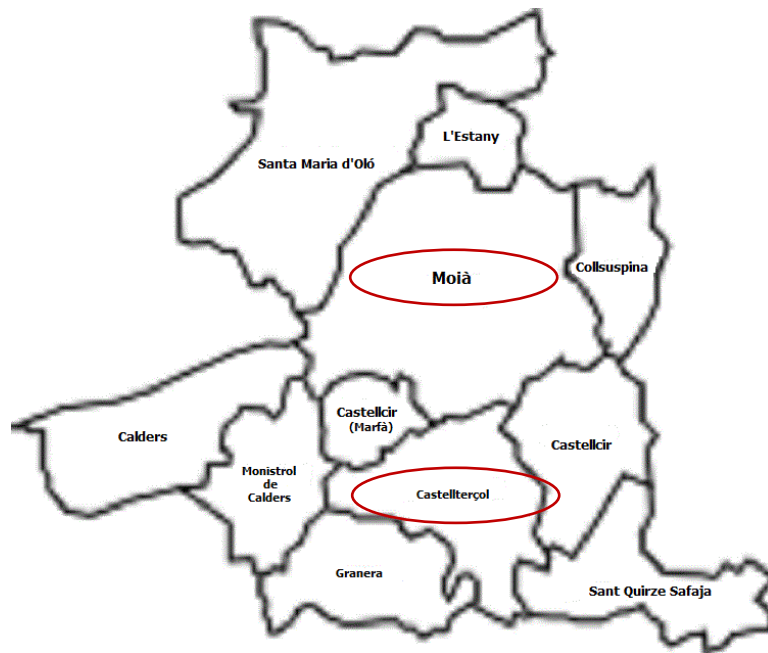 L'Estany
Santa Maria d'Oló
Collsuspina
Moià
Castellcir
(Marfà)
Calders
Castellcir
Monistrol
de
Calders
Castellterçol
Granera
Sant Quirze Safaja